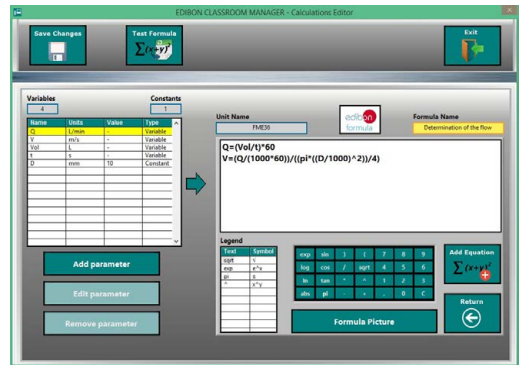 EDIBON CLASSROOM MANAGER - Calculations Editor
Save Changes
Test Formula
∑(x+y)²
Exit
Variables
4
Constants
1
Name Units Value Type
Q L/min - Variable
V m/s - Variable
Vol L - Variable
t s - Variable
D mm 10 Constant
Add parameter
Edit parameter
Remove parameter
Unit Name
FME36
edibon
formula
Formula Name
Determination of the flow
Q=(Vol/t)*60
V=(Q/(1000*60))/((pi*((D/1000)^2))/4)
Legend
Text Symbol
sqrt √
exp e^x
pi π
^ x^y
exp sin ) ( 7 8 9
log cos / sqrt 4 5 6
ln tan * ^ 1 2 3
abs pi - + . 0 C
Formula Picture
Add Equation
∑(x+y)²
Return